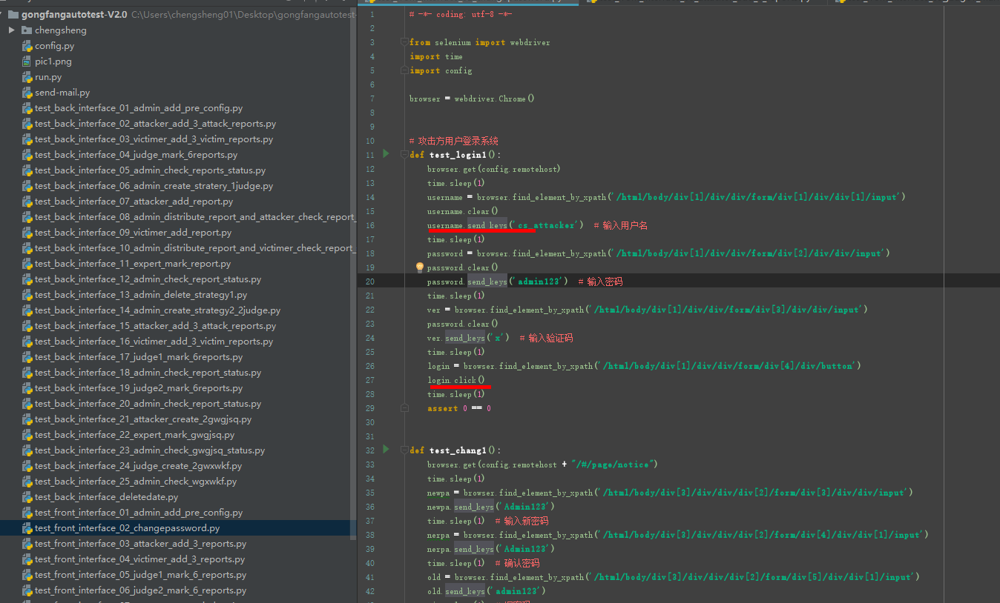 gongfangautotest-V2.0 C:\Users\chengsheng01\Desktop\gongfangautotest-
chengsheng
config.py
pic1.png
run.py
send-mail.py
test_back_interface_01_admin_add_pre_config.py
test_back_interface_02_attacker_add_3_attack_reports.py
test_back_interface_03_victimer_add_3_victim_reports.py
test_back_interface_04_judge_mark_6reports.py
test_back_interface_05_admin_check_reports_status.py
test_back_interface_06_admin_create_stratery_1judge.py
test_back_interface_07_attacker_add_report.py
test_back_interface_08_admin_distribute_report_and_attacker_check_report_
test_back_interface_09_victimer_add_report.py
test_back_interface_10_admin_distribute_report_and_victimer_check_report_
test_back_interface_11_expert_mark_report.py
test_back_interface_12_admin_check_report_status.py
test_back_interface_13_admin_delete_strategy1.py
test_back_interface_14_admin_create_strategy2_2judge.py
test_back_interface_15_attacker_add_3_attack_reports.py
test_back_interface_16_victimer_add_3_victim_reports.py
test_back_interface_17_judge1_mark_6reports.py
test_back_interface_18_admin_check_report_status.py
test_back_interface_19_judge2_mark_6reports.py
test_back_interface_20_admin_check_report_status.py
test_back_interface_21_attacker_create_2gwgjsq.py
test_back_interface_22_expert_mark_gwgjsq.py
test_back_interface_23_admin_check_gwgjsq_status.py
test_back_interface_24_judge_create_2gwxwkf.py
test_back_interface_25_admin_check_wgxwkf.py
test_back_interface_deletedate.py
test_front_interface_01_admin_add_pre_config.py
test_front_interface_02_changepassword.py
test_front_interface_03_attacker_add_3_reports.py
test_front_interface_04_victimer_add_3_reports.py
test_front_interface_05_judge1_mark_6_reports.py
test_front_interface_06_judge2_mark_6_reports.py
1 # -*- coding: utf-8 -*-
2
3 from selenium import webdriver
4 import time
5 import config
6
7 browser = webdriver.Chrome()
8
9
10 # 攻击方用户登录系统
11 def test_login1():
12 browser.get(config.remotehost)
13 time.sleep(1)
14 username = browser.find_element_by_xpath('/html/body/div[1]/div/div/form/div[1]/div/div[1]/input')
15 username.clear()
16 username.send_keys('cs_attacker') # 输入用户名
17 time.sleep(1)
18 password = browser.find_element_by_xpath('/html/body/div[1]/div/div/form/div[2]/div/div/input')
19 password.clear()
20 password.send_keys('admin123') # 输入密码
21 time.sleep(1)
22 ver = browser.find_element_by_xpath('/html/body/div[1]/div/div/form/div[3]/div/div/input')
23 password.clear()
24 ver.send_keys('x') # 输入验证码
25 time.sleep(1)
26 login = browser.find_element_by_xpath('/html/body/div[1]/div/div/form/div[4]/div/button')
27 login.click()
28 time.sleep(1)
29 assert 0 == 0
30
31
32 def test_chang1():
33 browser.get(config.remotehost + "/#/page/notice")
34 time.sleep(1)
35 newpa = browser.find_element_by_xpath('/html/body/div[3]/div/div/div[2]/form/div[3]/div/div/input')
36 newpa.send_keys('Admin123')
37 time.sleep(1) # 输入新密码
38 nerpa = browser.find_element_by_xpath('/html/body/div[3]/div/div/div[2]/form/div[4]/div/div[1]/input')
39 nerpa.send_keys('Admin123')
40 time.sleep(1) # 确认密码
41 old = browser.find_element_by_xpath('/html/body/div[3]/div/div/div[2]/form/div[5]/div/div[1]/input')
42 old.send_keys('admin123')